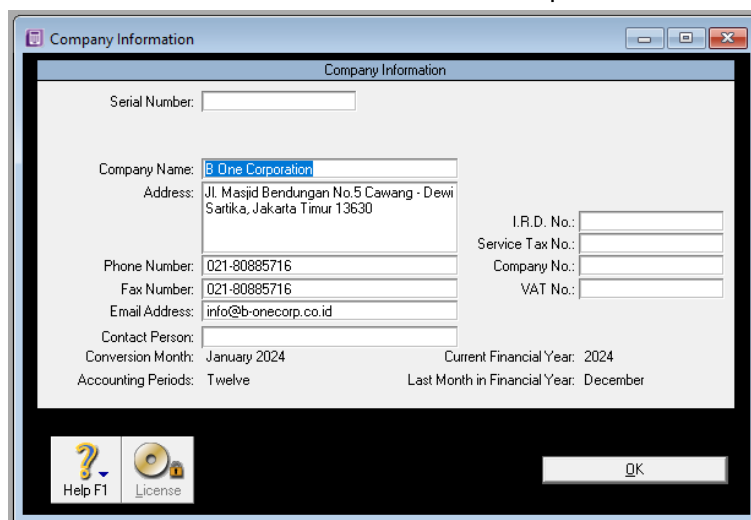 Company Information
Company Information
Serial Number:
Company Name: B One Corporation
Address: Jl. Masjid Bendungan No.5 Cawang - Dewi
Sartika, Jakarta Timur 13630
I.R.D. No.:
Service Tax No.:
Phone Number: 021-80885716 Company No.:
Fax Number: 021-80885716 VAT No.:
Email Address: info@b-onecorp.co.id
Contact Person:
Conversion Month: January 2024 Current Financial Year: 2024
Accounting Periods: Twelve Last Month in Financial Year: December
Help F1 License OK